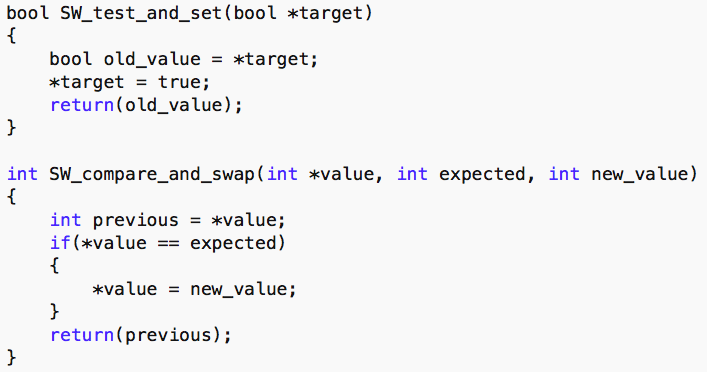 bool SW_test_and_set(bool *target)
{
    bool old_value = *target;
    *target = true;
    return(old_value);
}

int SW_compare_and_swap(int *value, int expected, int new_value)
{
    int previous = *value;
    if(*value == expected)
    {
        *value = new_value;
    }
    return(previous);
}